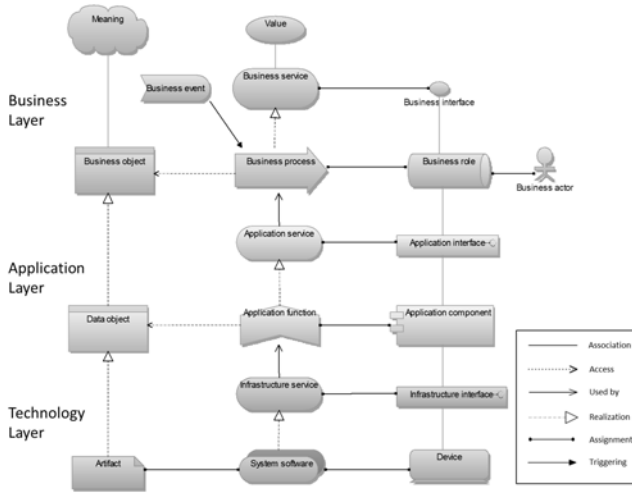 Meaning
Value
Business service
Business event
Business interface
Business
Layer
Business object
Business process
Business role
Business actor
Application service
Application interface
Application
Layer
Data object
Application function
Application component
Infrastructure service
Infrastructure interface
Technology
Layer
Artifact
System software
Device
Association
Access
Used by
Realization
Assignment
Triggering